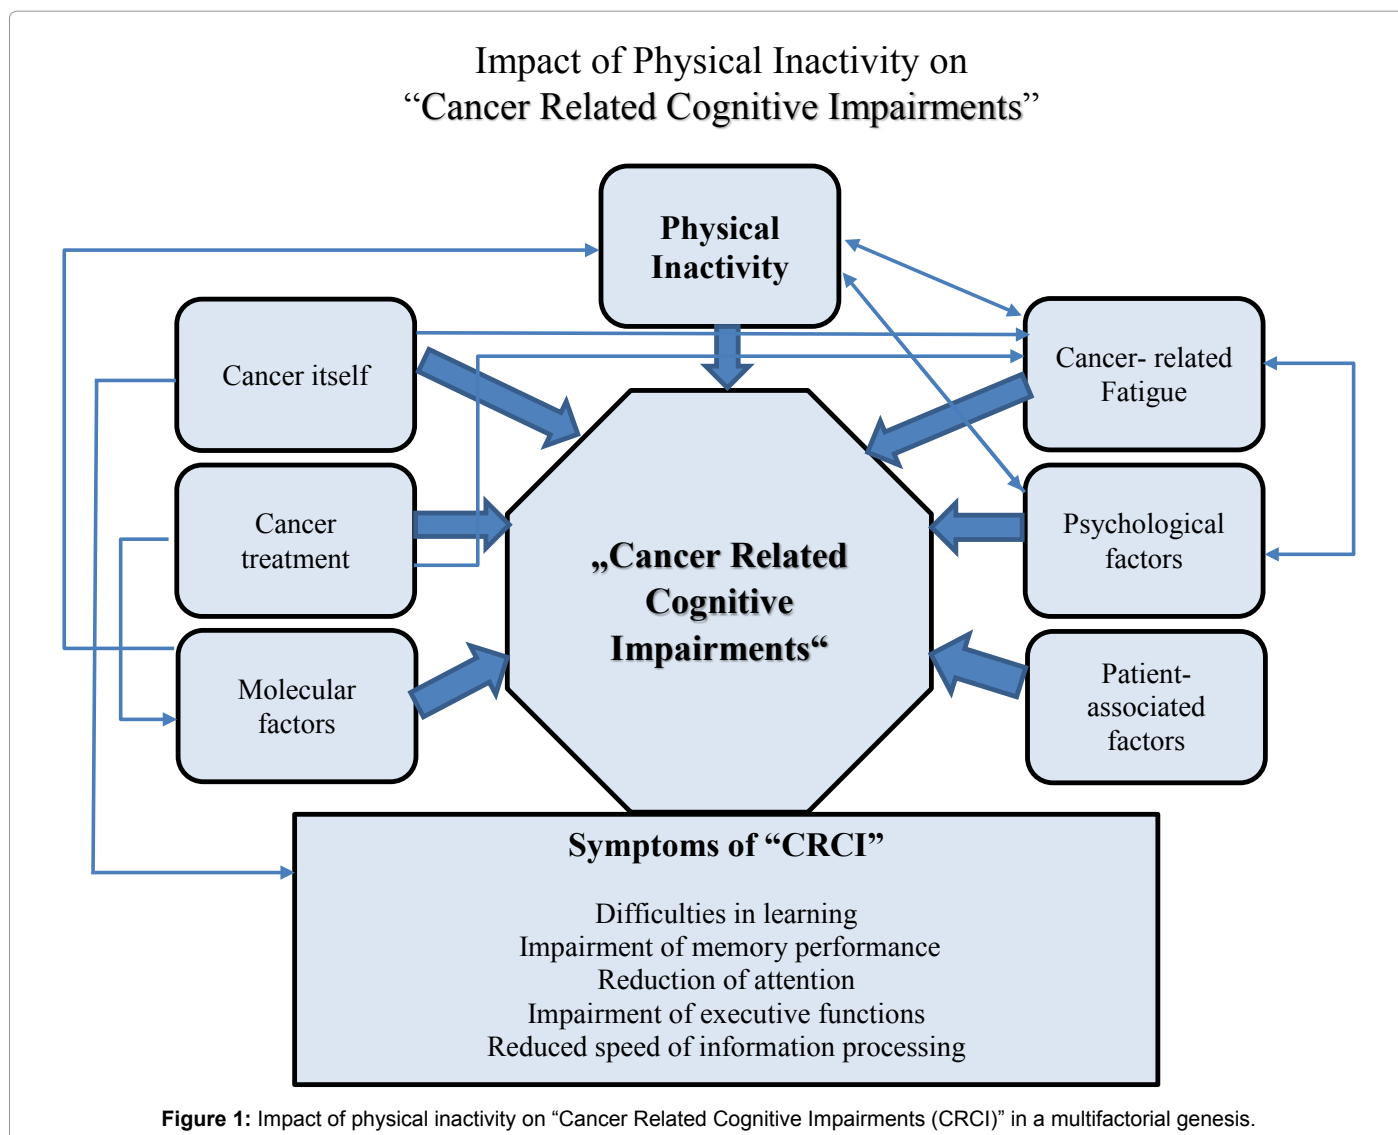 Impact of Physical Inactivity on
“Cancer Related Cognitive Impairments”
Physical
Inactivity
Cancer itself
Cancer- related
Fatigue
Cancer
treatment
Psychological
factors
„Cancer Related
Cognitive
Impairments“
Molecular
factors
Patient-
associated
factors
Symptoms of “CRCI”
Difficulties in learning
Impairment of memory performance
Reduction of attention
Impairment of executive functions
Reduced speed of information processing
Figure 1: Impact of physical inactivity on “Cancer Related Cognitive Impairments (CRCI)” in a multifactorial genesis.